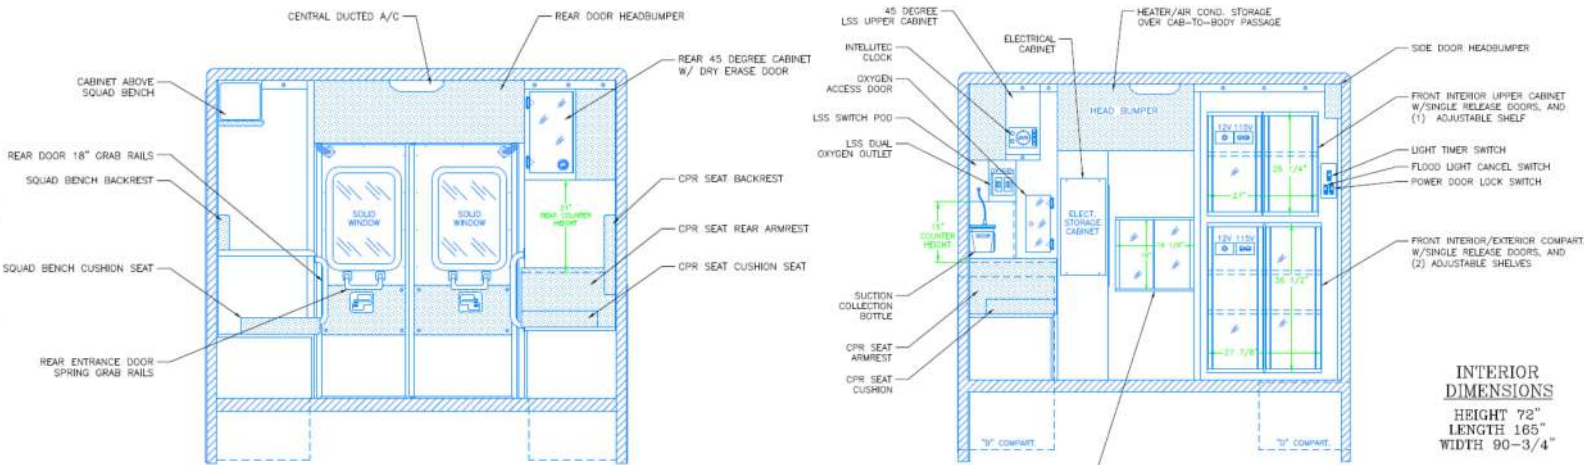 CENTRAL DUCTED A/C
REAR DOOR HEADBUMPER
CABINET ABOVE
SQUAD BENCH
REAR 45 DEGREE CABINET
W/ DRY ERASE DOOR
REAR DOOR 18" GRAB RAILS
SQUAD BENCH BACKREST
SOLID
WINDOW
SOLID
WINDOW
REAR COUNTER
HEIGHT
CPR SEAT BACKREST
CPR SEAT REAR ARMREST
CPR SEAT CUSHION SEAT
SQUAD BENCH CUSHION SEAT
REAR ENTRANCE DOOR
SPRING GRAB RAILS
45 DEGREE
LSS UPPER CABINET
INTELLITEC
CLOCK
OXYGEN
ACCESS DOOR
LSS SWITCH POD
LSS DUAL
OXYGEN OUTLET
ELECTRICAL
CABINET
HEATER/AIR COND. STORAGE
OVER CAB-TO-BODY PASSAGE
HEAD BUMPER
SIDE DOOR HEADBUMPER
FRONT INTERIOR UPPER CABINET
W/SINGLE RELEASE DOORS, AND
(1) ADJUSTABLE SHELF
12V 115V
27"
LIGHT TIMER SWITCH
FLOOD LIGHT CANCEL SWITCH
POWER DOOR LOCK SWITCH
COUNTER
HEIGHT
ELECT.
STORAGE
CABINET
12V 115V
36 1/2"
27 7/8"
FRONT INTERIOR/EXTERIOR COMPART.
W/SINGLE RELEASE DOORS, AND
(2) ADJUSTABLE SHELVES
SUCTION
COLLECTION
BOTTLE
CPR SEAT
ARMREST
CPR SEAT
CUSHION
"D" COMPART.
INTERIOR
DIMENSIONS
HEIGHT 72"
LENGTH 165"
WIDTH 90-3/4"